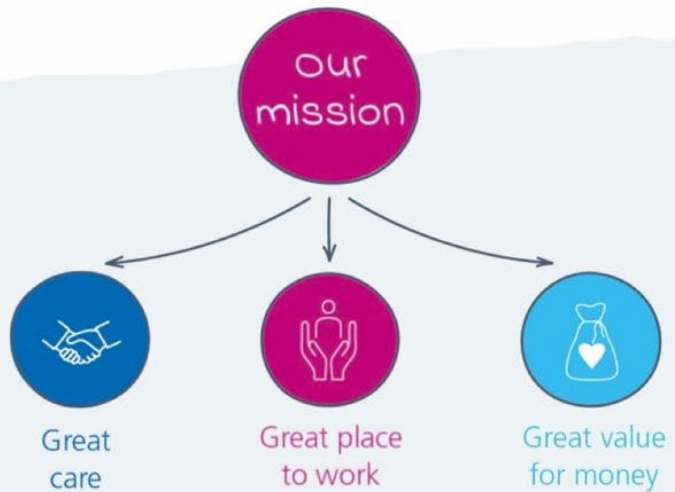 our
mission
Great
care
Great place
to work
Great value
for money